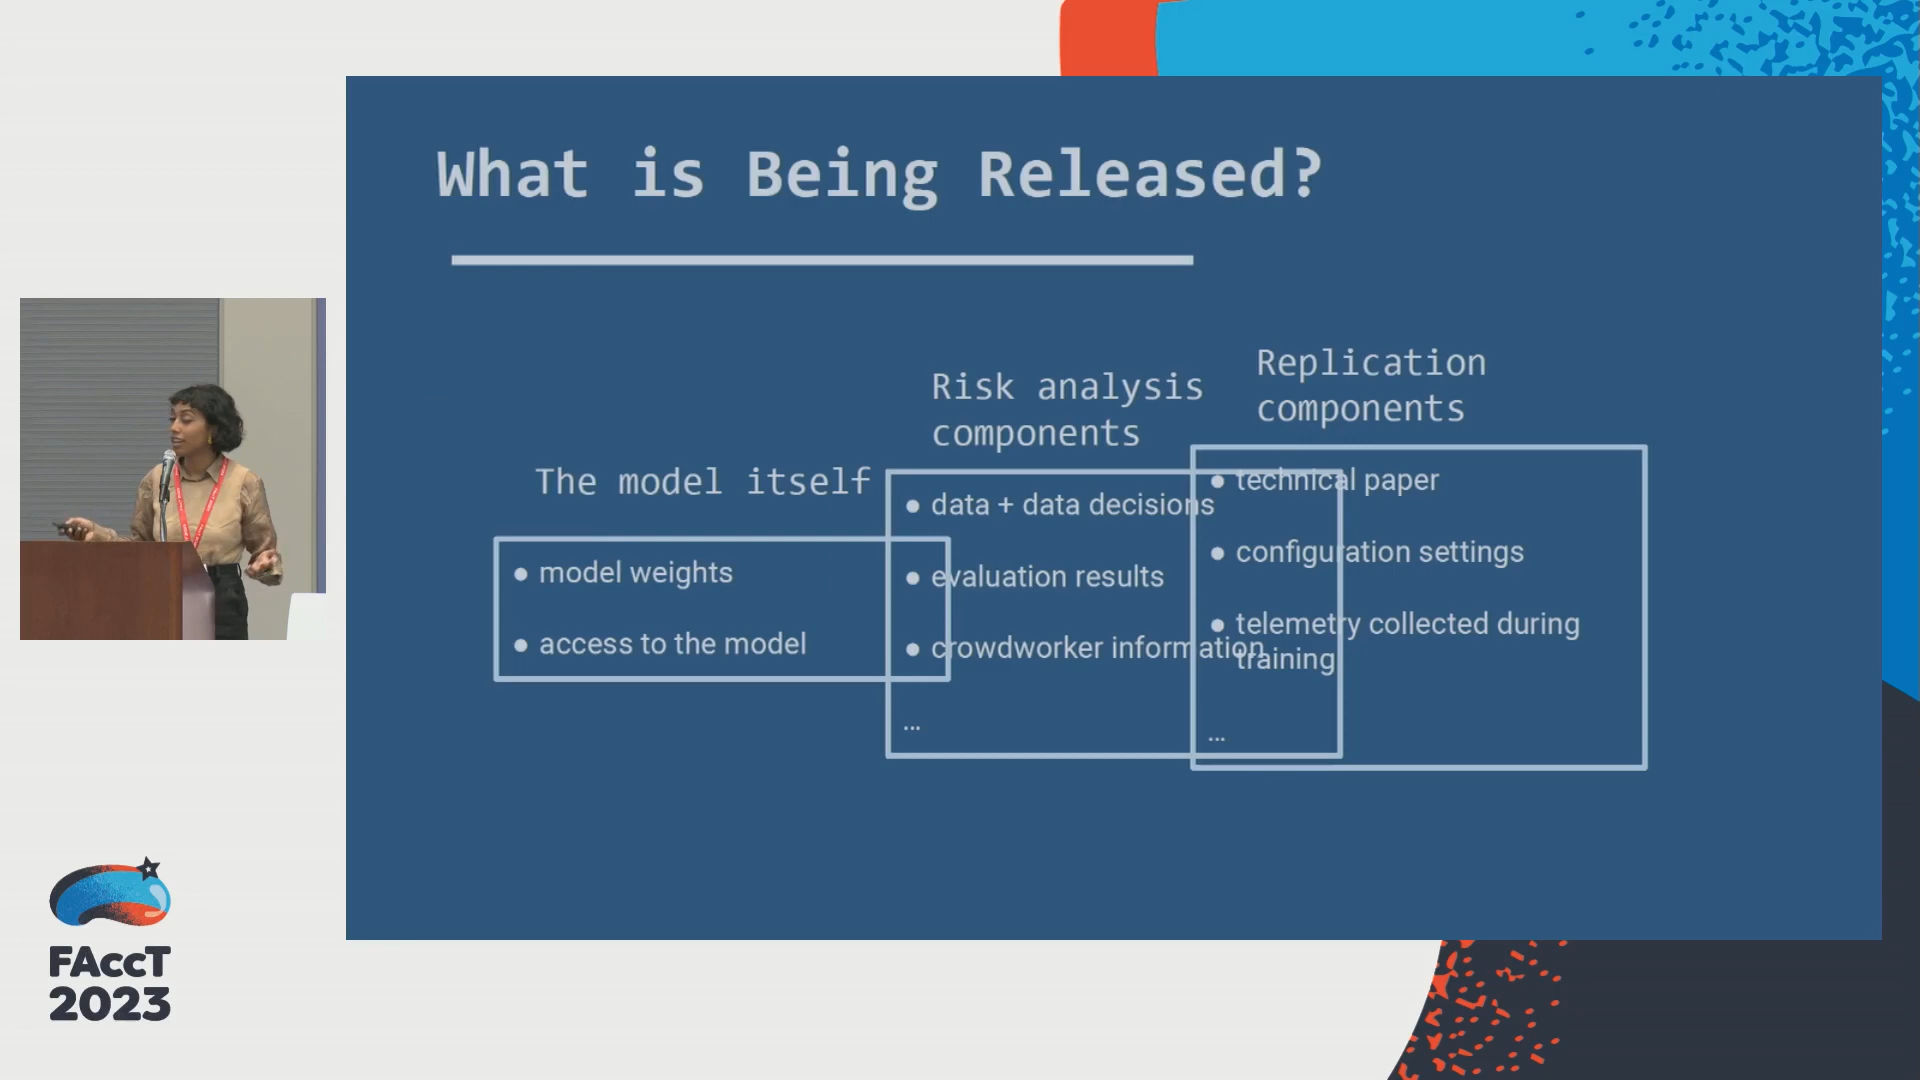 What is Being Released?
The model itself
• model weights
• access to the model
Risk analysis
components
• data + data decisions
• evaluation results
• crowdworker information
...
Replication
components
• technical paper
• configuration settings
• telemetry collected during
training
...
FAccT
2023